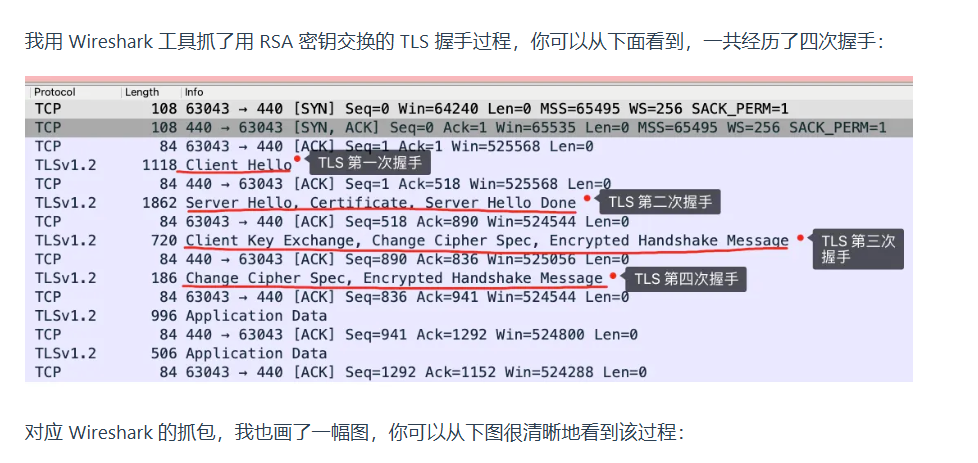 我用 Wireshark 工具抓了用 RSA 密钥交换的 TLS 握手过程，你可以从下面看到，一共经历了四次握手：
Protocol Length Info
TCP 108 63043 → 440 [SYN] Seq=0 Win=64240 Len=0 MSS=65495 WS=256 SACK_PERM=1
TCP 108 440 → 63043 [SYN, ACK] Seq=0 Ack=1 Win=65535 Len=0 MSS=65495 WS=256 SACK_PERM=1
TCP 84 63043 → 440 [ACK] Seq=1 Ack=1 Win=525568 Len=0
TLSv1.2 1118 Client Hello TLS 第一次握手
TCP 84 440 → 63043 [ACK] Seq=1 Ack=518 Win=525568 Len=0
TLSv1.2 1862 Server Hello, Certificate, Server Hello Done TLS 第二次握手
TCP 84 63043 → 440 [ACK] Seq=518 Ack=890 Win=524544 Len=0
TLSv1.2 720 Client Key Exchange, Change Cipher Spec, Encrypted Handshake Message TLS 第三次
握手
TCP 84 440 → 63043 [ACK] Seq=890 Ack=836 Win=525056 Len=0
TLSv1.2 186 Change Cipher Spec, Encrypted Handshake Message TLS 第四次握手
TCP 84 63043 → 440 [ACK] Seq=836 Ack=941 Win=524544 Len=0
TLSv1.2 996 Application Data
TCP 84 440 → 63043 [ACK] Seq=941 Ack=1292 Win=524800 Len=0
TLSv1.2 506 Application Data
TCP 84 63043 → 440 [ACK] Seq=1292 Ack=1152 Win=524288 Len=0
对应 Wireshark 的抓包，我也画了一幅图，你可以从下图很清晰地看到该过程：